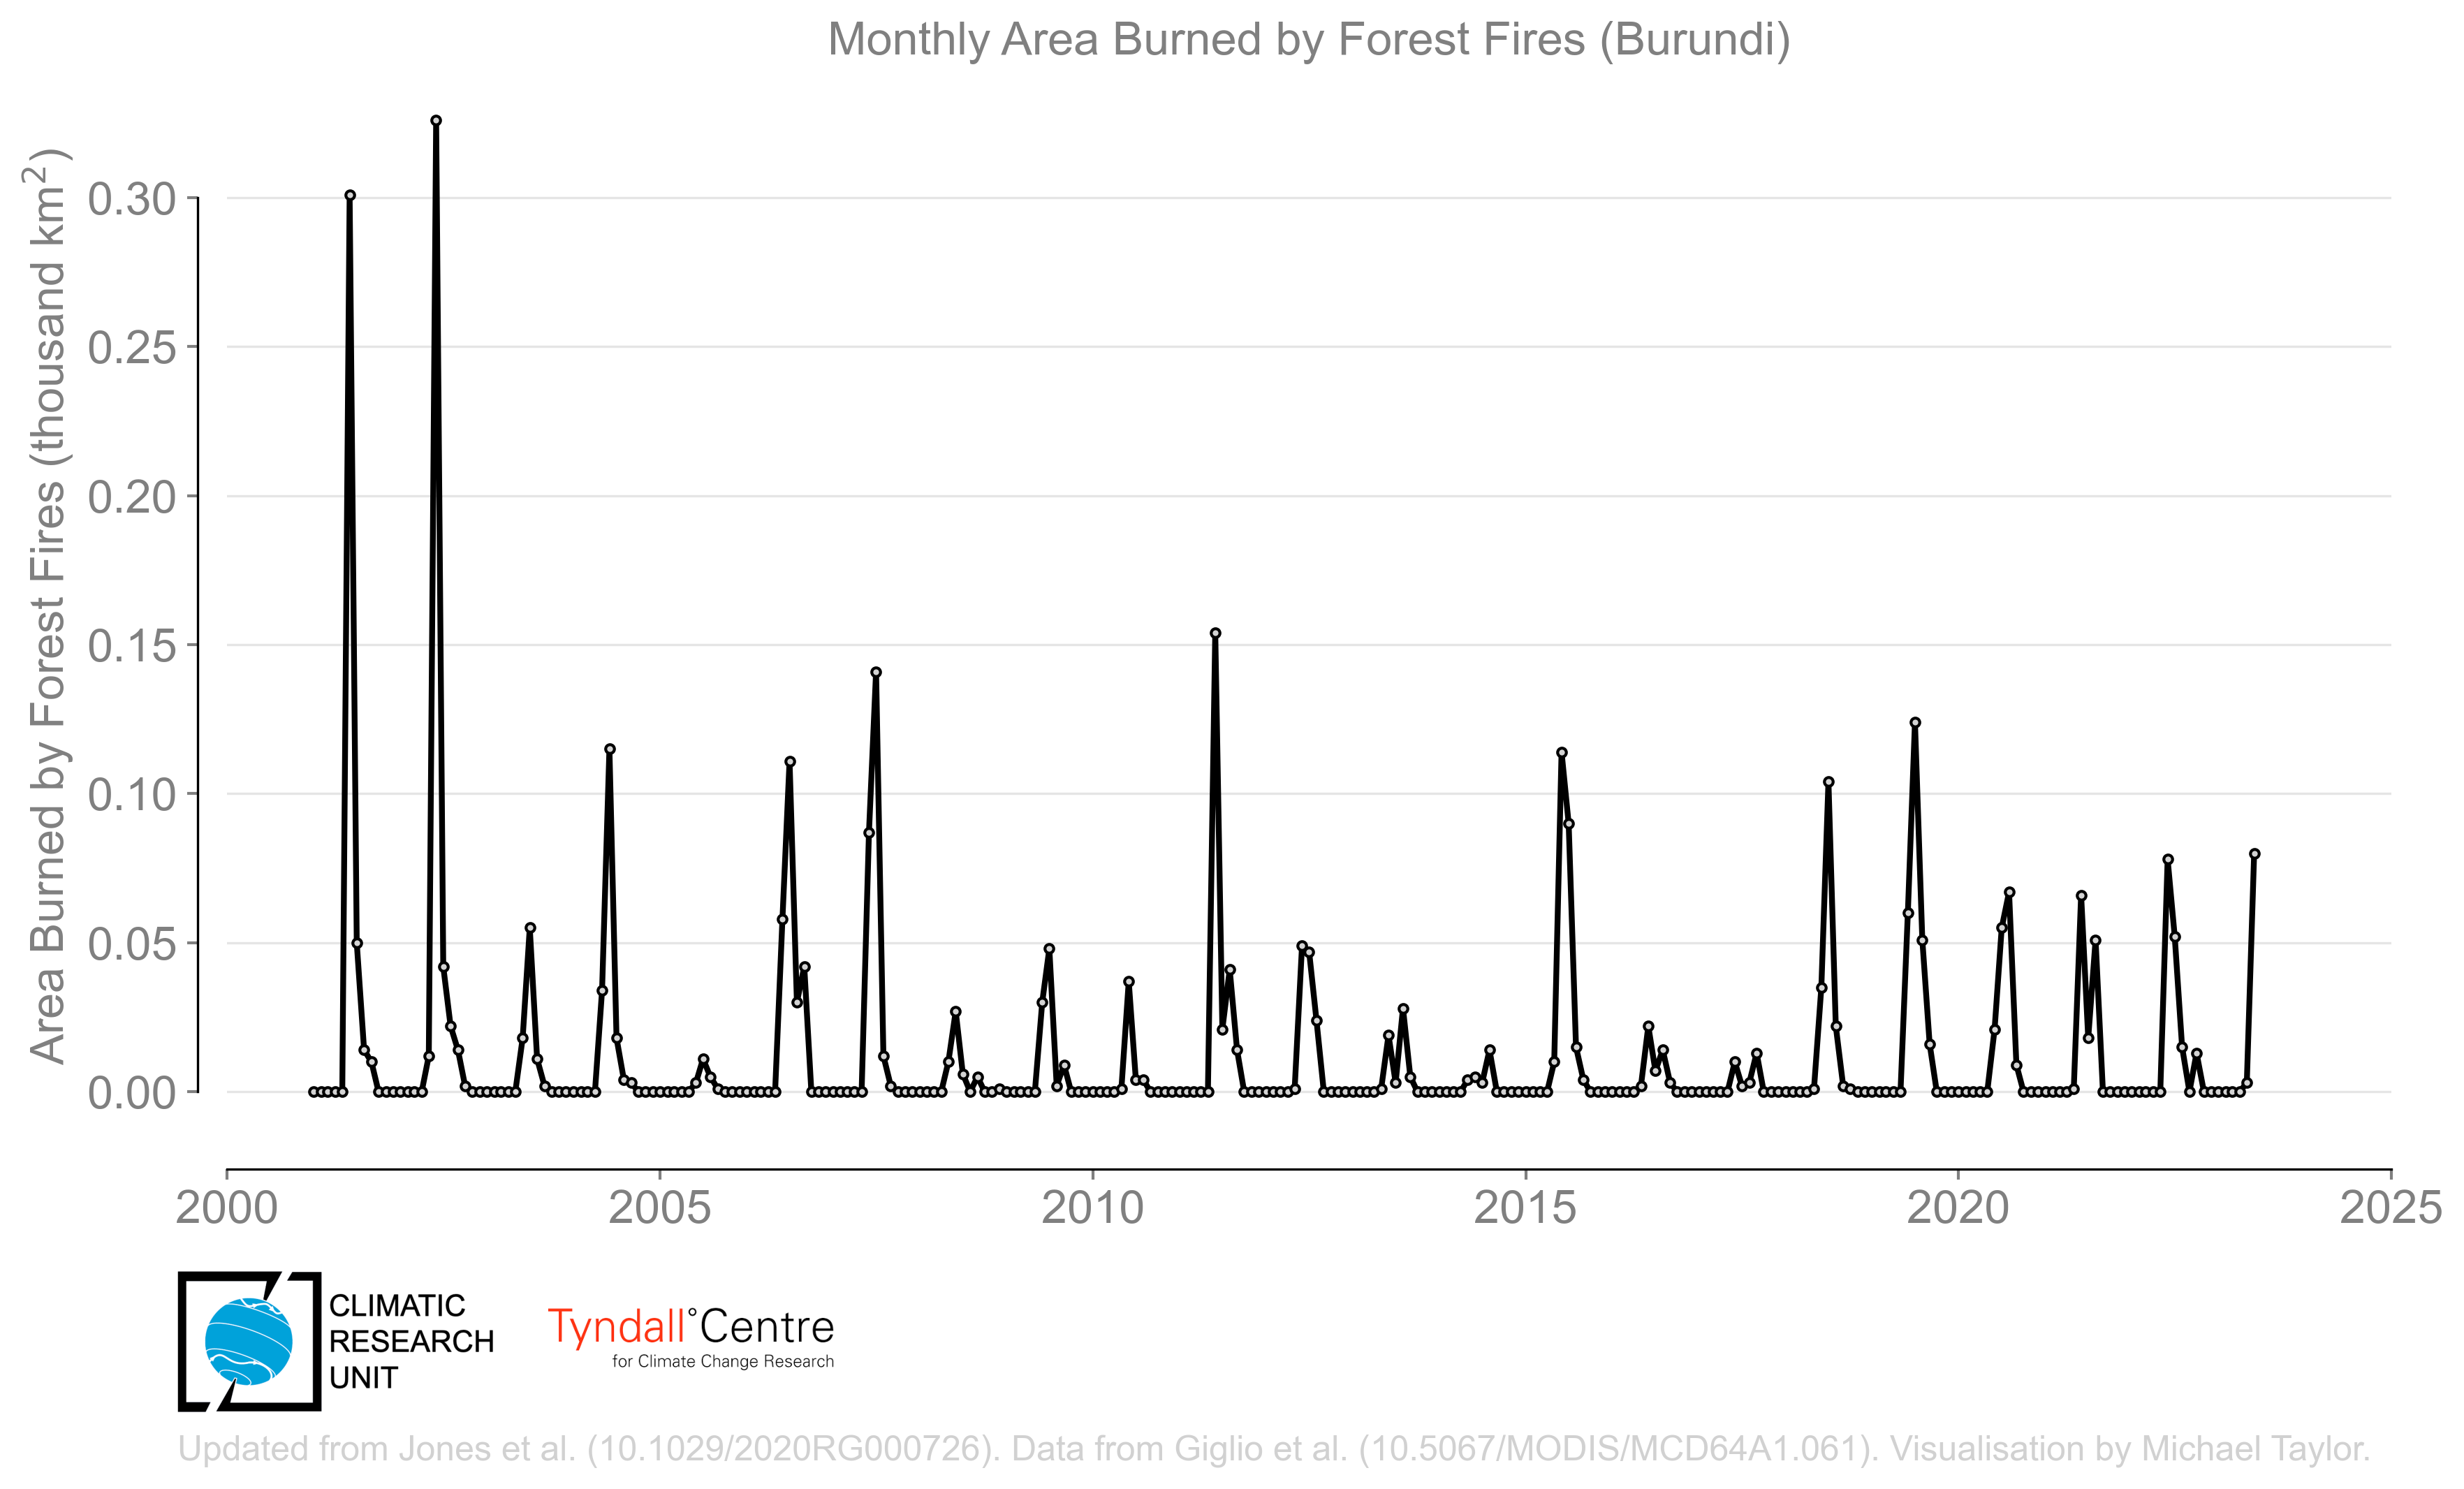 Monthly Area Burned by Forest Fires (Burundi)
Area Burned by Forest Fires (thousand km²)
0.30
0.25
0.20
0.15
0.10
0.05
0.00
2000 2005 2010 2015 2020 2025
CLIMATIC
RESEARCH
UNIT
Tyndall°Centre
for Climate Change Research
Updated from Jones et al. (10.1029/2020RG000726). Data from Giglio et al. (10.5067/MODIS/MCD64A1.061). Visualisation by Michael Taylor.